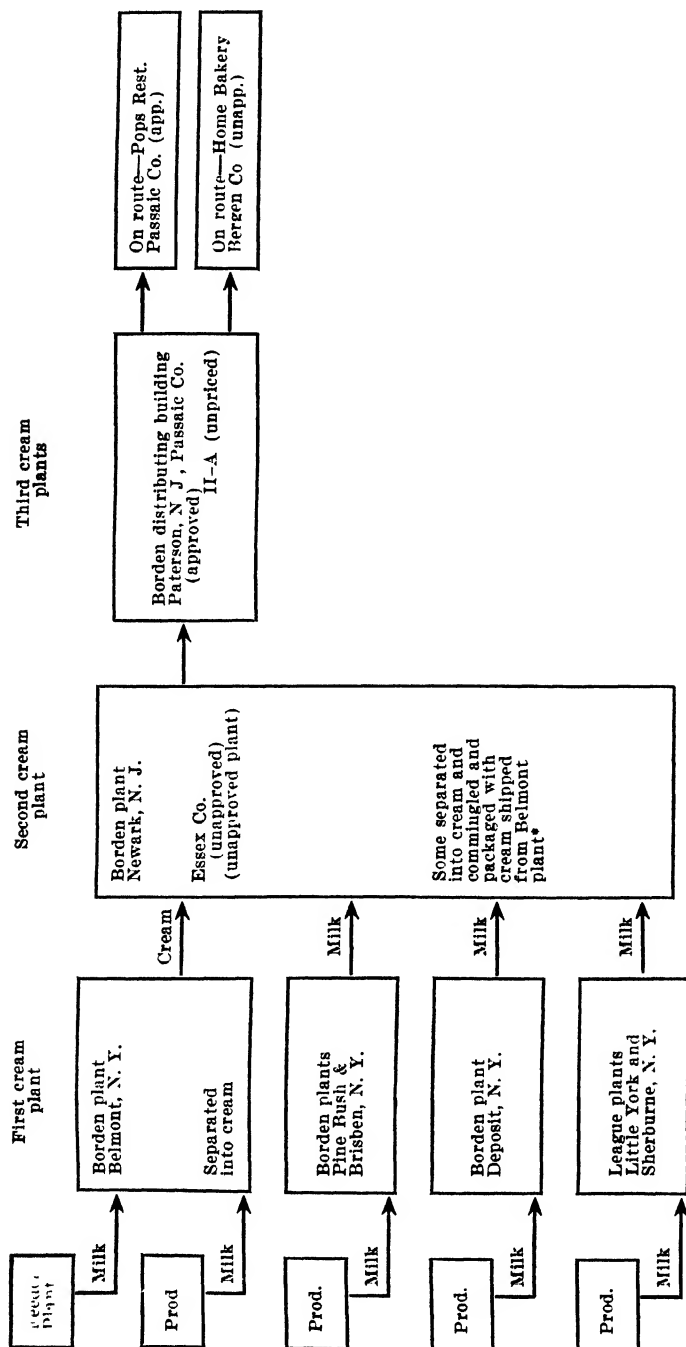 First cream
plant
Second cream
plant
Third cream
plants
Plant
Milk
Prod
Milk
Borden plant
Belmont, N. Y.
Separated
into cream
Cream
Prod.
Milk
Borden plants
Pine Bush &
Brisben, N. Y.
Milk
Prod.
Milk
Borden plant
Deposit, N. Y.
Milk
Prod.
Milk
League plants
Little York and
Sherburne, N. Y.
Milk
Borden plant
Newark, N. J.
Essex Co.
(unapproved)
(unapproved plant)
Some separated
into cream and
commingled and
packaged with
cream shipped
from Belmont
plant*
Borden distributing building
Paterson, N J , Passaic Co.
(approved)
II-A (unpriced)
On route—Pops Rest.
Passaic Co. (app.)
On route—Home Bakery
Bergen Co (unapp.)